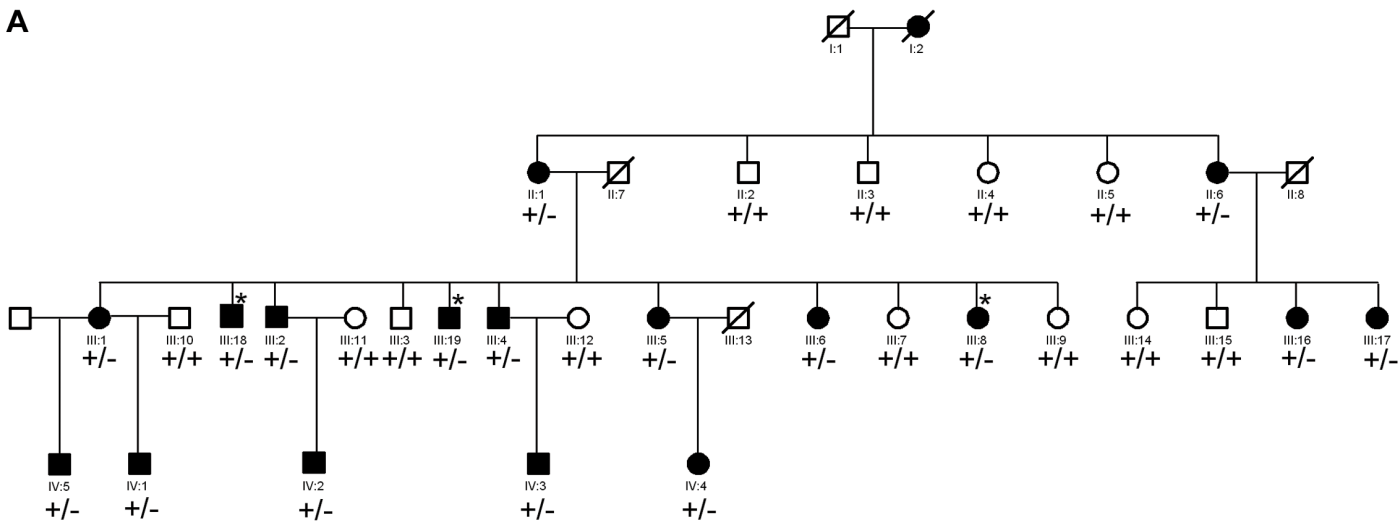 A
I:1 I:2
II:1 II:7 II:2 II:3 II:4 II:5 II:6 II:8
+/- +/+ +/+ +/+ +/+ +/-
* * *
III:1 III:10 III:18 III:2 III:11 III:3 III:19 III:4 III:12 III:5 III:13 III:6 III:7 III:8 III:9 III:14 III:15 III:16 III:17
+/- +/+ +/- +/- +/+ +/+ +/- +/- +/+ +/- +/- +/+ +/- +/+ +/+ +/+ +/- +/-
IV:5 IV:1 IV:2 IV:3 IV:4
+/- +/- +/- +/- +/-